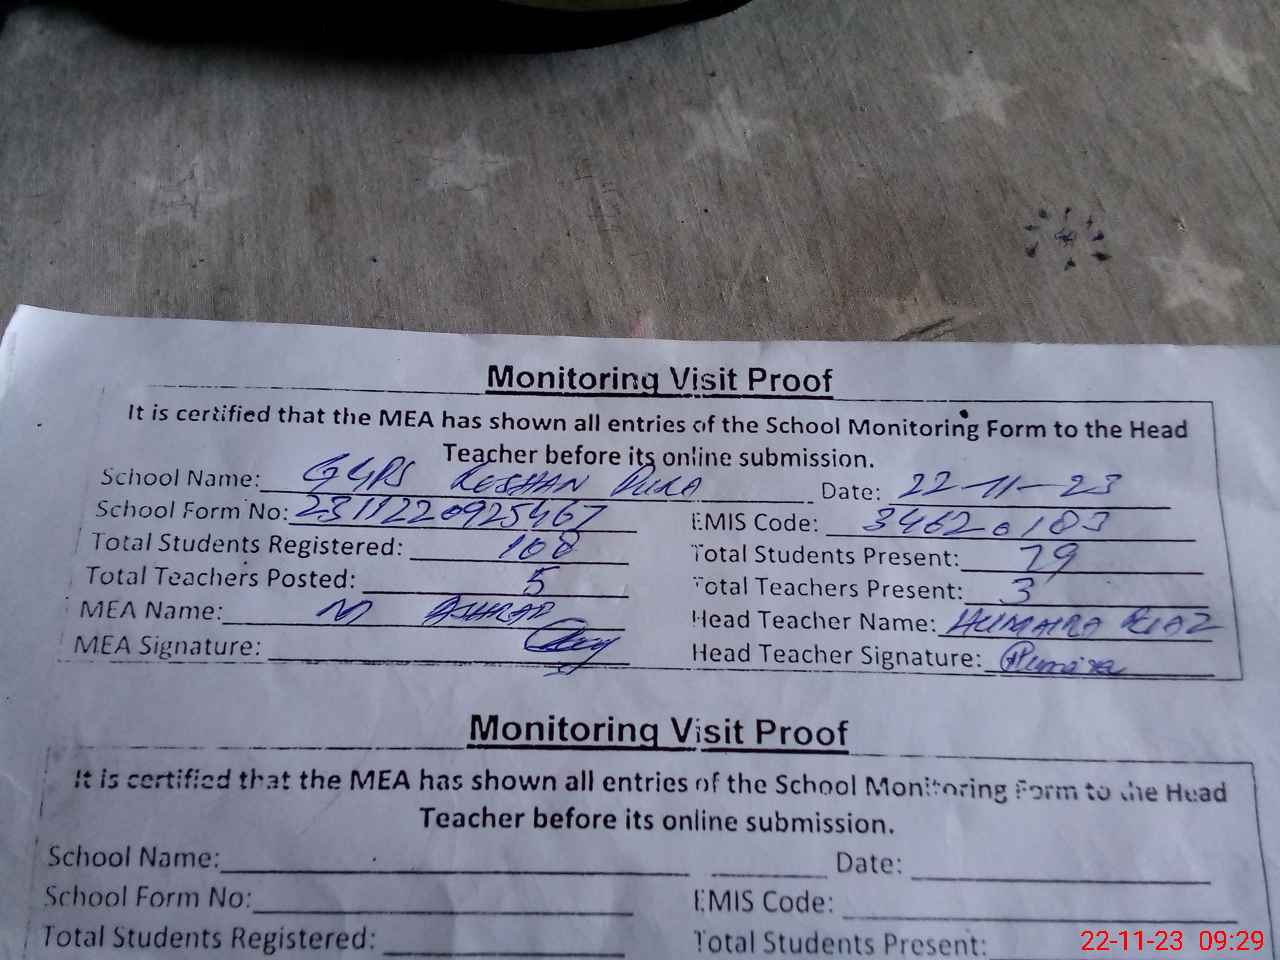 Monitoring Visit Proof
It is certified that the MEA has shown all entries of the School Monitoring Form to the Head
Teacher before its online submission.
School Name: GGPS ROSHAN PURA Date: 22-11-23
School Form No: 231122092546７ EMIS Code: 34620183
Total Students Registered: 108 Total Students Present: 79
Total Teachers Posted: 5 Total Teachers Present: 3
MEA Name: M ASHRAF Head Teacher Name: HUMAIRA RIAZ
MEA Signature: Head Teacher Signature: Humaira
Monitoring Visit Proof
It is certified that the MEA has shown all entries of the School Monitoring Form to the Head
Teacher before its online submission.
School Name: Date:
School Form No: EMIS Code:
Total Students Registered: Total Students Present:
22-11-23 09:29